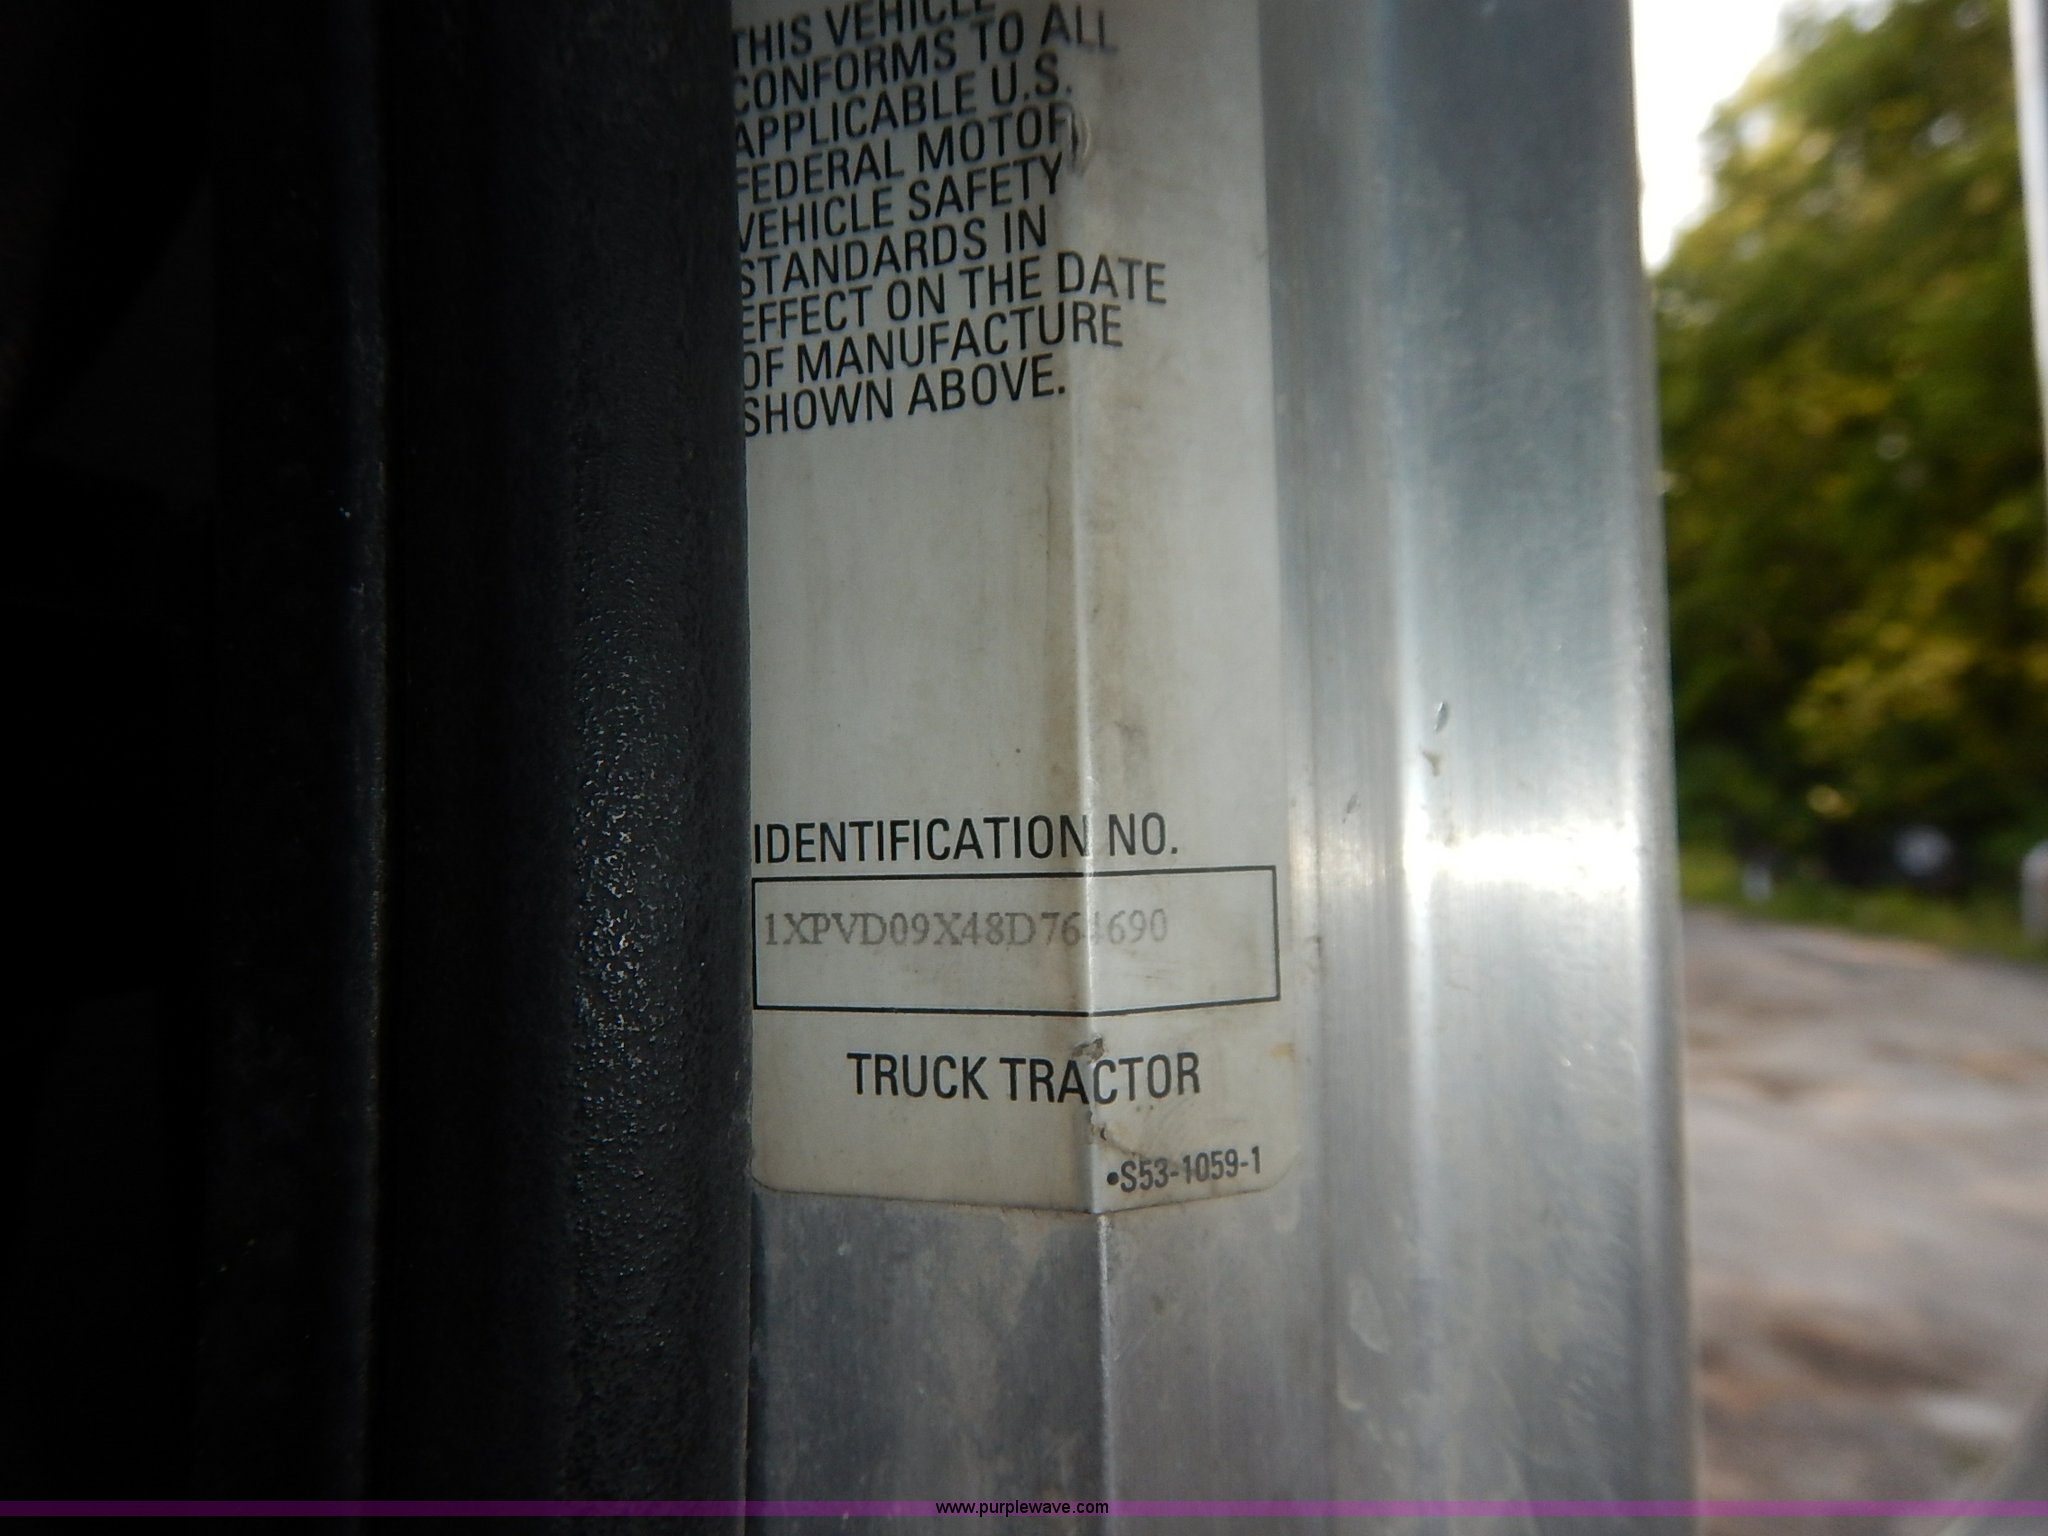 THIS VEHICLE
CONFORMS TO ALL
APPLICABLE U.S.
FEDERAL MOTOR
VEHICLE SAFETY
STANDARDS IN
EFFECT ON THE DATE
OF MANUFACTURE
SHOWN ABOVE.
IDENTIFICATION NO.
1XPVD09X48D764690
TRUCK TRACTOR
•S53-1059-1
www.purplewave.com